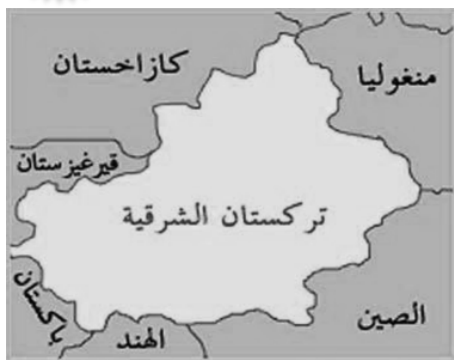 كازاخستان
منغوليا
قيرغيزستان
تركستان الشرقية
باكستان
الهند
الصين